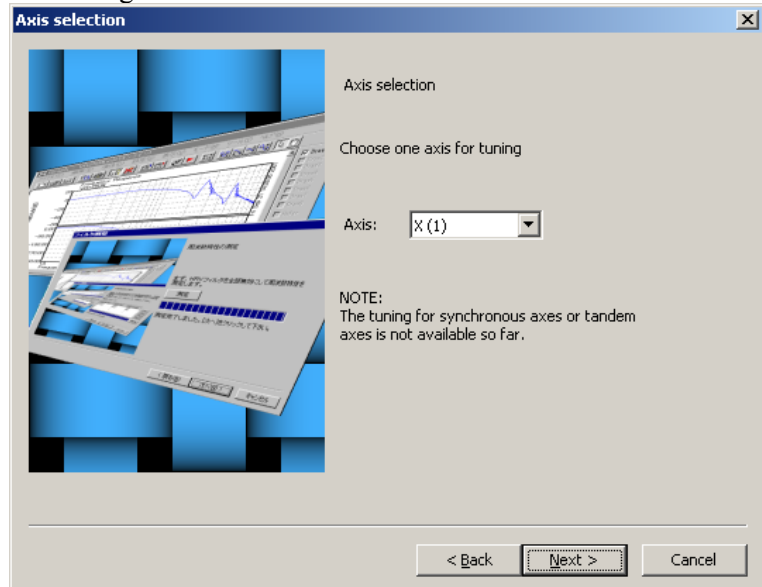 Axis selection
Axis selection
Choose one axis for tuning
Axis: X (1)
NOTE:
The tuning for synchronous axes or tandem
axes is not available so far.
< Back
Next >
Cancel